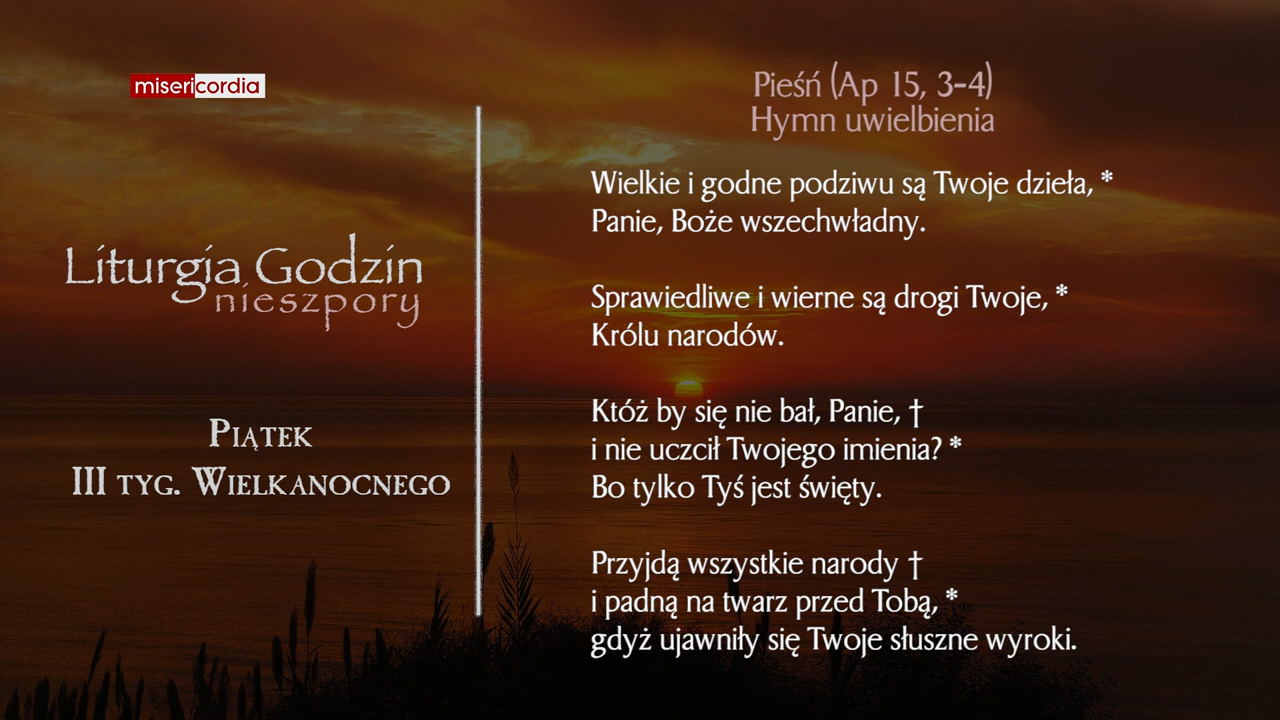 misericordia
Liturgia Godzin
nieszpory
Piątek
III tyg. Wielkanocnego
Pieśń (Ap 15, 3-4)
Hymn uwielbienia
Wielkie i godne podziwu są Twoje dzieła, *
Panie, Boże wszechwładny.
Sprawiedliwe i wierne są drogi Twoje, *
Królu narodów.
Któż by się nie bał, Panie, †
i nie uczcił Twojego imienia? *
Bo tylko Tyś jest święty.
Przyjdą wszystkie narody †
i padną na twarz przed Tobą, *
gdyż ujawniły się Twoje słuszne wyroki.